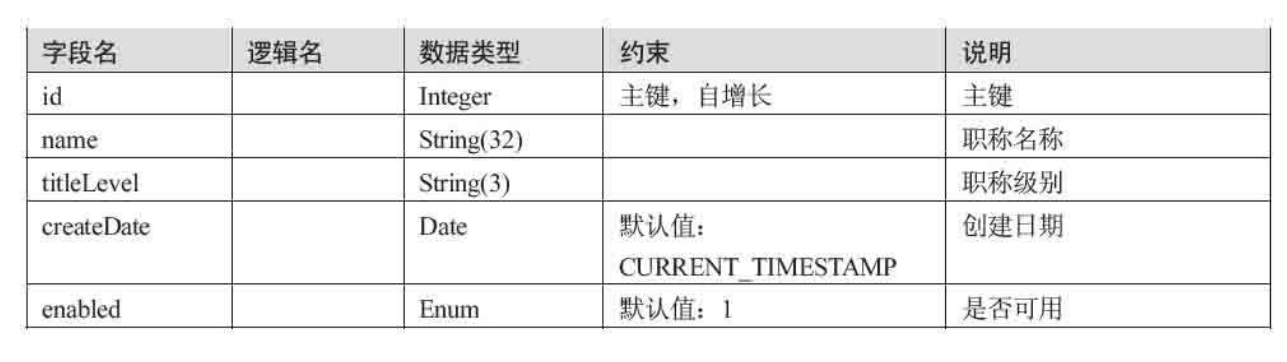 字段名 逻辑名 数据类型 约束 说明
id Integer 主键，自增长 主键
name String(32) 职称名称
titleLevel String(3) 职称级别
createDate Date 默认值： 创建日期
CURRENT_TIMESTAMP
enabled Enum 默认值：1 是否可用